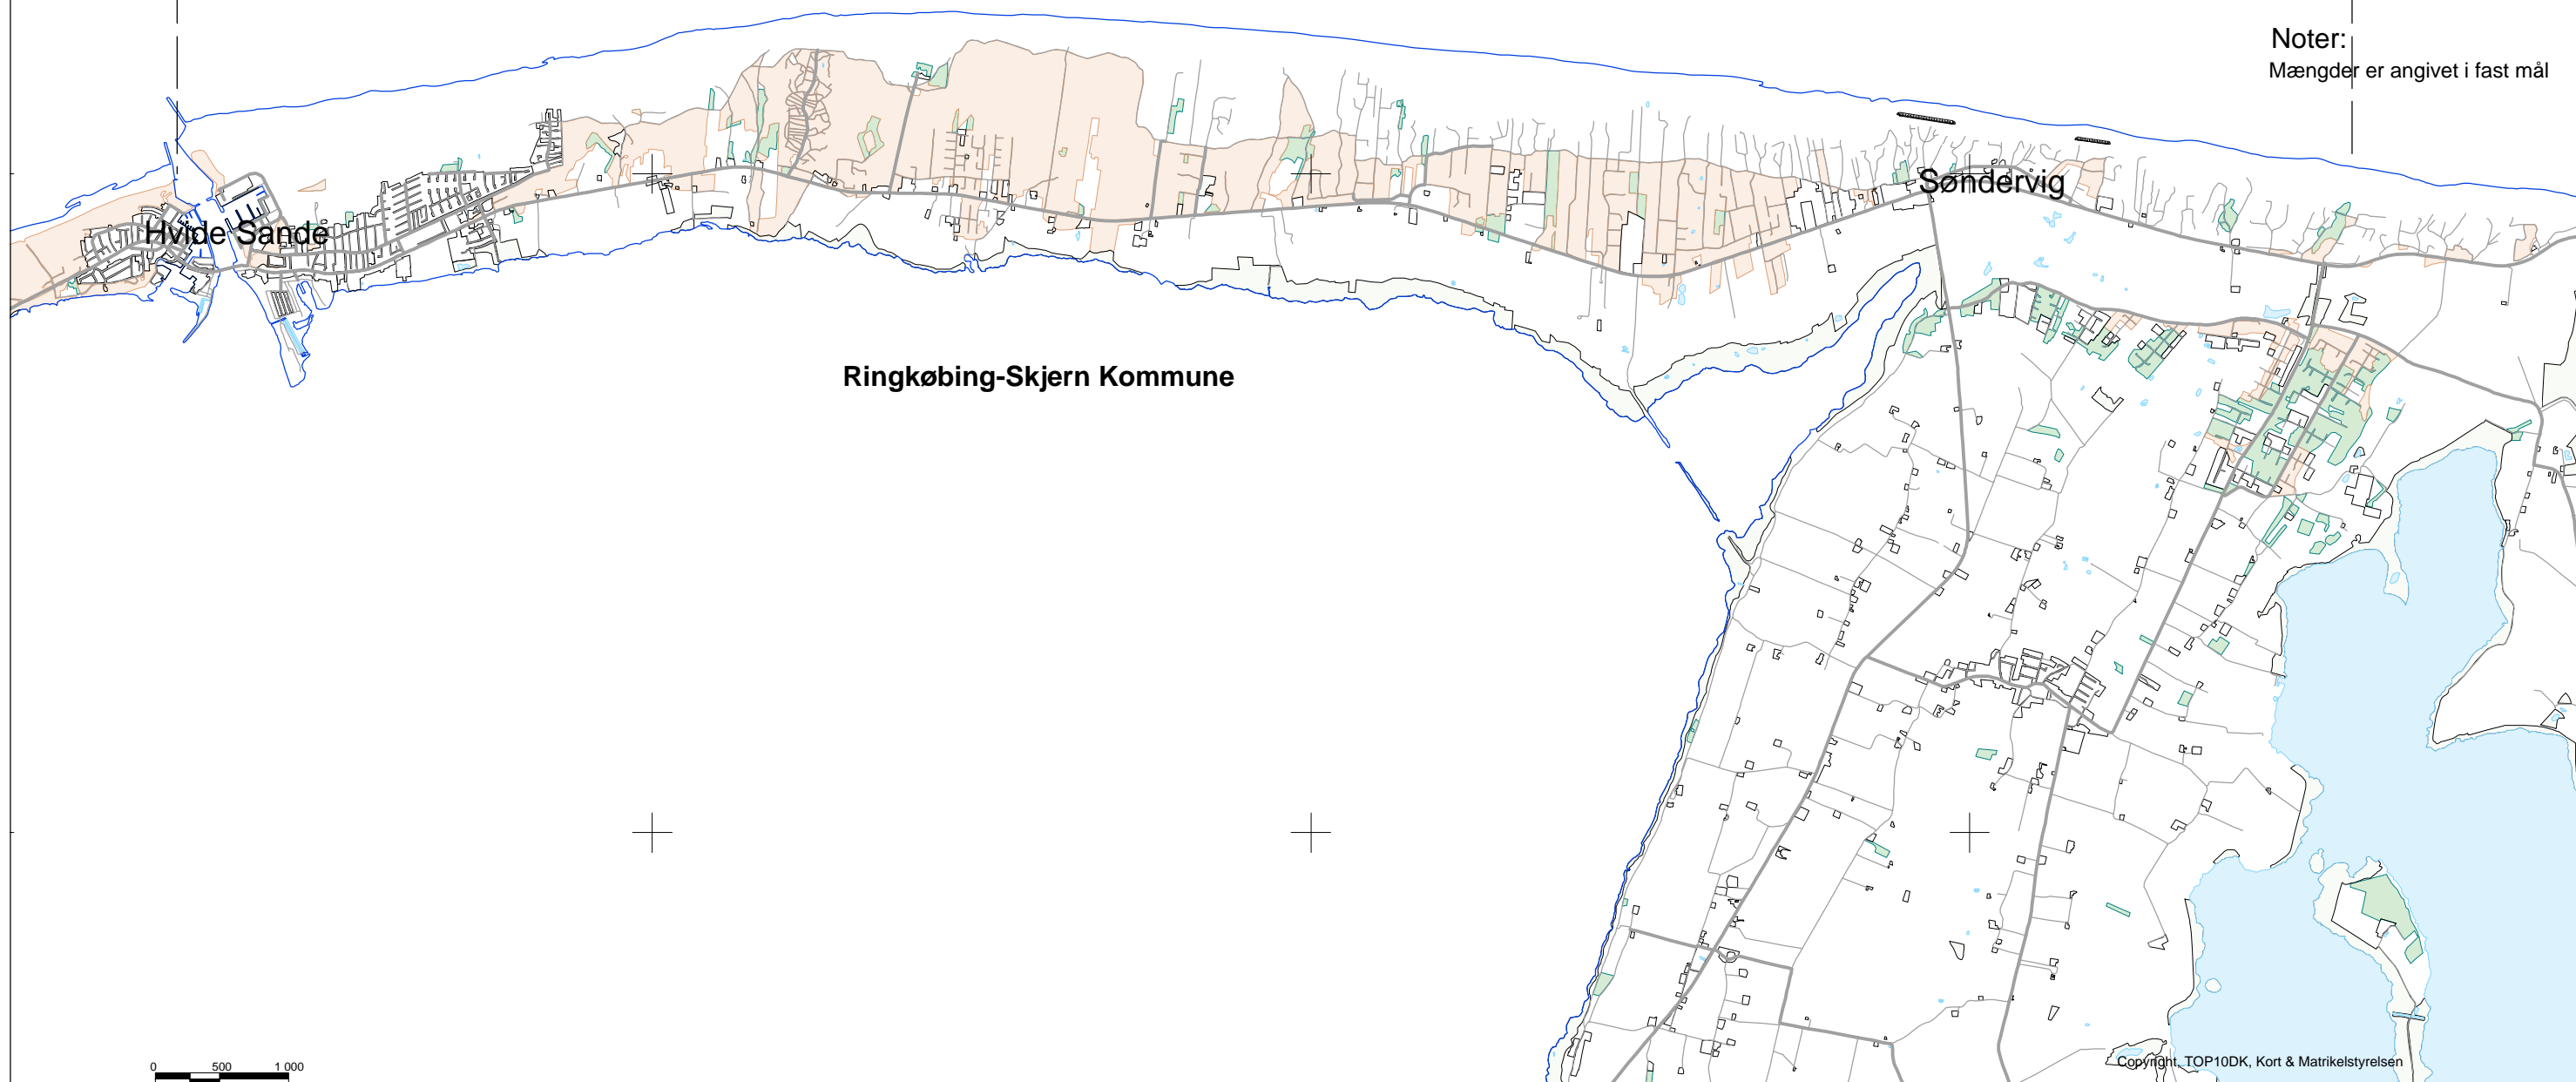 Noter:
Mængder er angivet i fast mål
Søndervig
Hvide Sande
Ringkøbing-Skjern Kommune
0 500 1 000
Copyright, TOP10DK, Kort & Matrikelstyrelsen